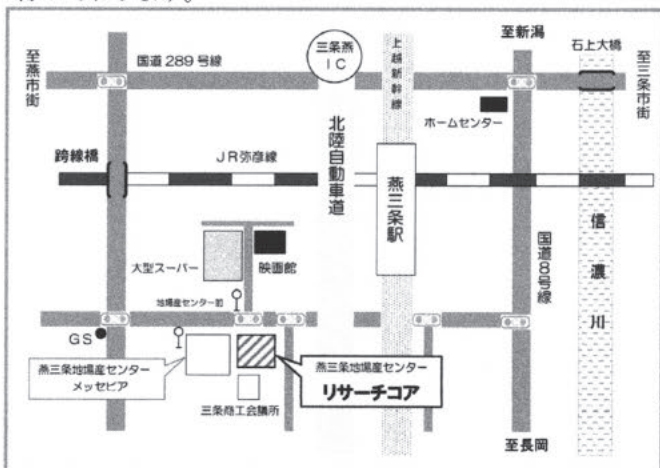 至燕市街
国道289号線
三条燕
IC
上越新幹線
至新潟
石上大橋
至三条市街
ホームセンター
北陸自動車道
跨線橋
JR弥彦線
燕三条駅
国道8号線
信濃川
大型スーパー
映画館
地場産センター前
GS
燕三条地場産センター
メッセピア
三条商工会議所
燕三条地場産センター
リサーチコア
至長岡